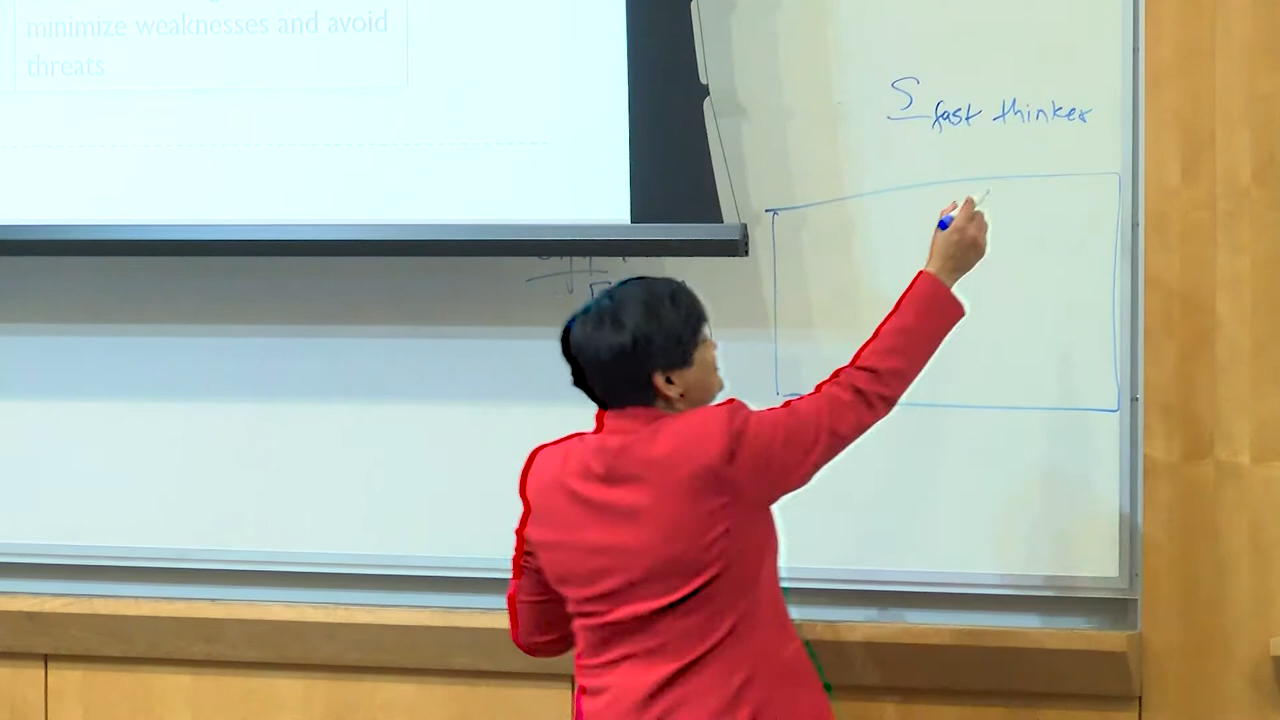 minimize weaknesses and avoid
threats
S
fast thinker